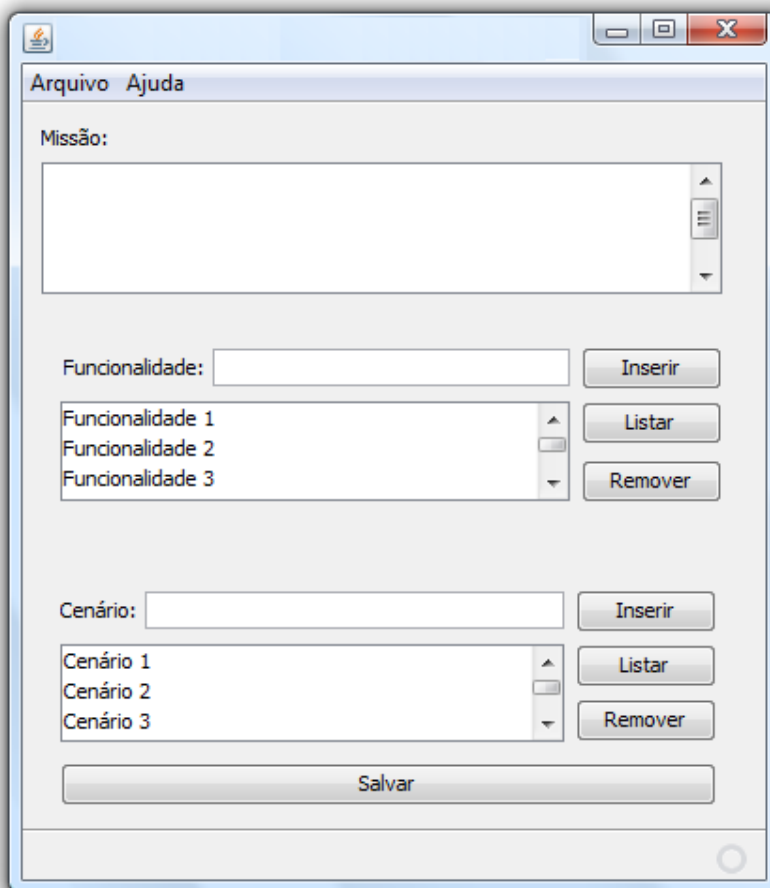 Arquivo Ajuda
Missão:
Funcionalidade:
Inserir
Funcionalidade 1
Funcionalidade 2
Funcionalidade 3
Listar
Remover
Cenário:
Inserir
Cenário 1
Cenário 2
Cenário 3
Listar
Remover
Salvar